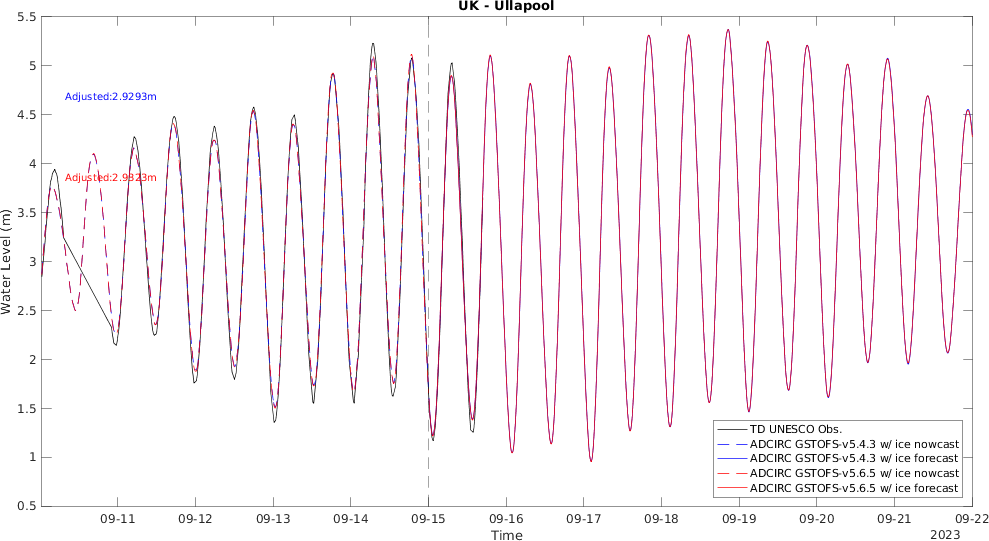 UK - Ullapool
5.5
5
4.5
4
3.5
3
2.5
2
1.5
1
0.5
Water Level (m)
Adjusted:2.9293m
Adjusted:2.9323m
TD UNESCO Obs.
ADCIRC GSTOFS-v5.4.3 w/ ice nowcast
ADCIRC GSTOFS-v5.4.3 w/ ice forecast
ADCIRC GSTOFS-v5.6.5 w/ ice nowcast
ADCIRC GSTOFS-v5.6.5 w/ ice forecast
09-11 09-12 09-13 09-14 09-15 09-16 09-17 09-18 09-19 09-20 09-21 09-22
Time
2023